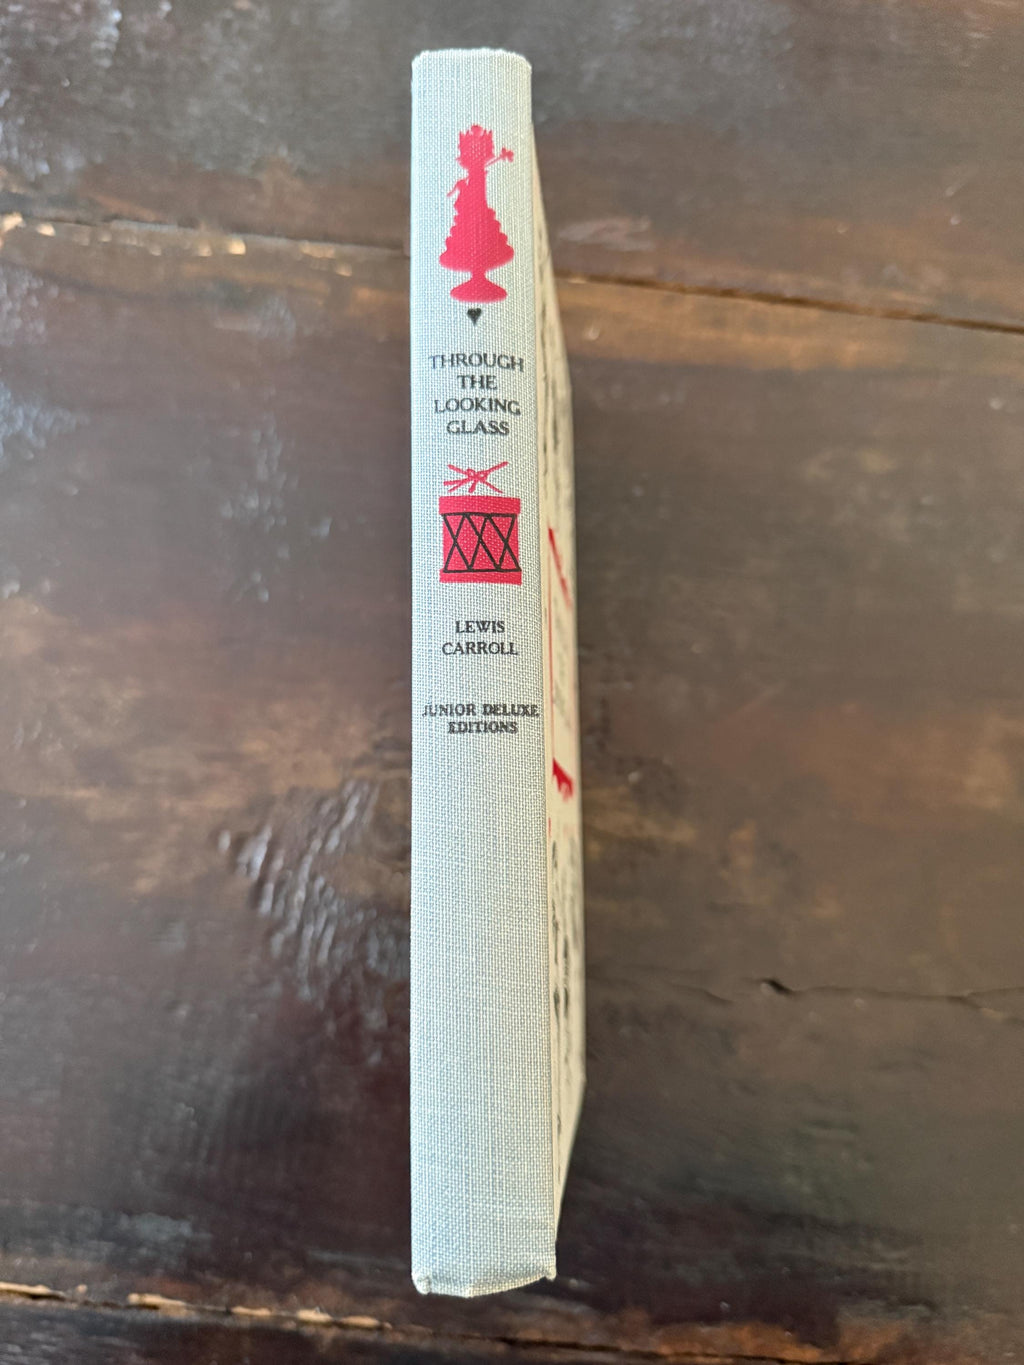 THROUGH
THE
LOOKING
GLASS
LEWIS
CARROLL
JUNIOR DELUXE
EDITIONS